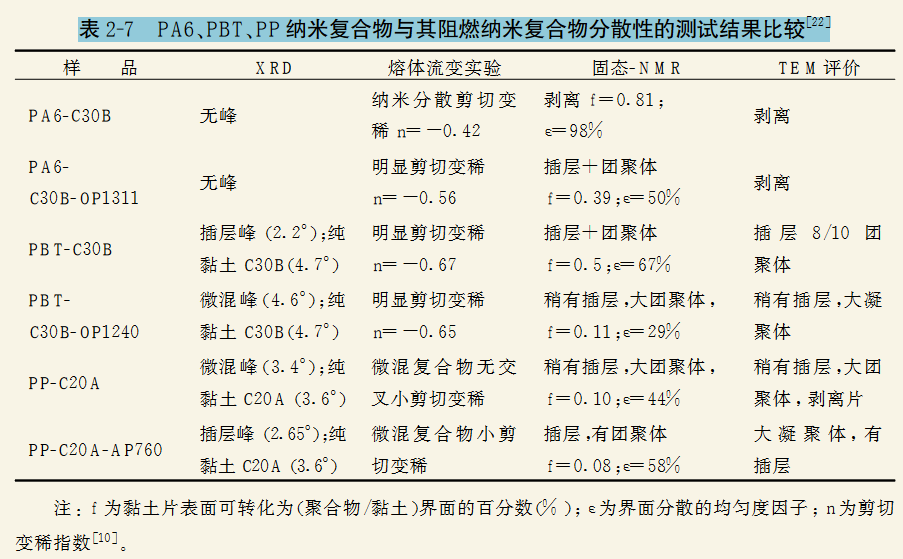 表 2-7 PA6、PBT、PP 纳米复合物与其阻燃纳米复合物分散性的测试结果比较[22]
样 品 XRD 熔体流变实验 固态-NMR TEM 评价
PA6-C30B 无峰 纳米分散剪切变稀 n=-0.42 剥离 f=0.81; ε=98% 剥离
PA6-C30B-OP1311 无峰 明显剪切变稀 n=-0.56 插层+团聚体 f=0.39;ε=50% 剥离
PBT-C30B 插层峰 (2.2°);纯黏土 C30B(4.7°) 明显剪切变稀 n=-0.67 插层+团聚体 f=0.5;ε=67% 插层 8/10 团聚体
PBT-C30B-OP1240 微混峰(4.6°);纯黏土 C30B(4.7°) 明显剪切变稀 n=-0.65 稍有插层,大团聚体, f=0.11;ε=29% 稍有插层,大凝聚体
PP-C20A 微混峰(3.4°);纯黏土 C20A (3.6°) 微混复合物无交叉小剪切变稀 稍有插层,大团聚体, f=0.10;ε=44% 稍有插层,大团聚体,剥离片
PP-C20A-AP760 插层峰 (2.65°);纯黏土 C20A (3.6°) 微混复合物小剪切变稀 插层,有团聚体 f=0.08;ε=58% 大凝聚体,有插层
注: f 为黏土片表面可转化为(聚合物/黏土)界面的百分数(%);ε为界面分散的均匀度因子; n为剪切
变稀指数[10]。